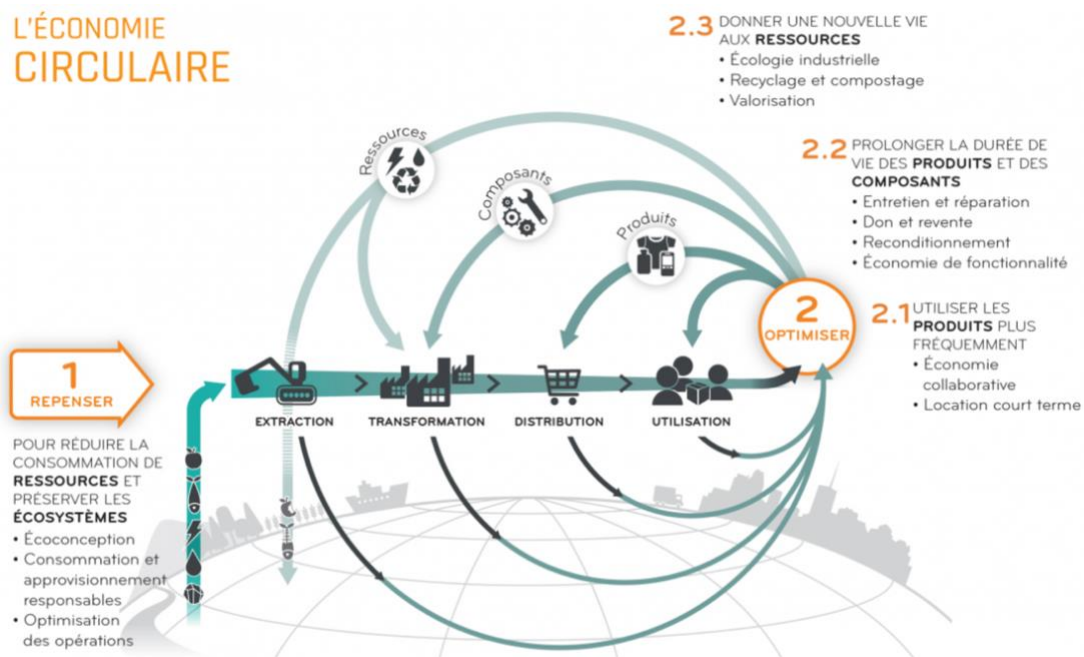 L'ÉCONOMIE
CIRCULAIRE
2.3 DONNER UNE NOUVELLE VIE
AUX RESSOURCES
• Écologie industrielle
• Recyclage et compostage
• Valorisation
2.2 PROLONGER LA DURÉE DE
VIE DES PRODUITS ET DES
COMPOSANTS
• Entretien et réparation
• Don et revente
• Reconditionnement
• Économie de fonctionnalité
2.1 UTILISER LES
PRODUITS PLUS
FRÉQUEMMENT
• Économie
collaborative
• Location court terme
Ressources
Composants
Produits
2
OPTIMISER
1
REPENSER
EXTRACTION
TRANSFORMATION
DISTRIBUTION
UTILISATION
POUR RÉDUIRE LA
CONSOMMATION DE
RESSOURCES ET
PRÉSERVER LES
ÉCOSYSTÈMES
• Écoconception
• Consommation et
approvisionnement
responsables
• Optimisation
des opérations